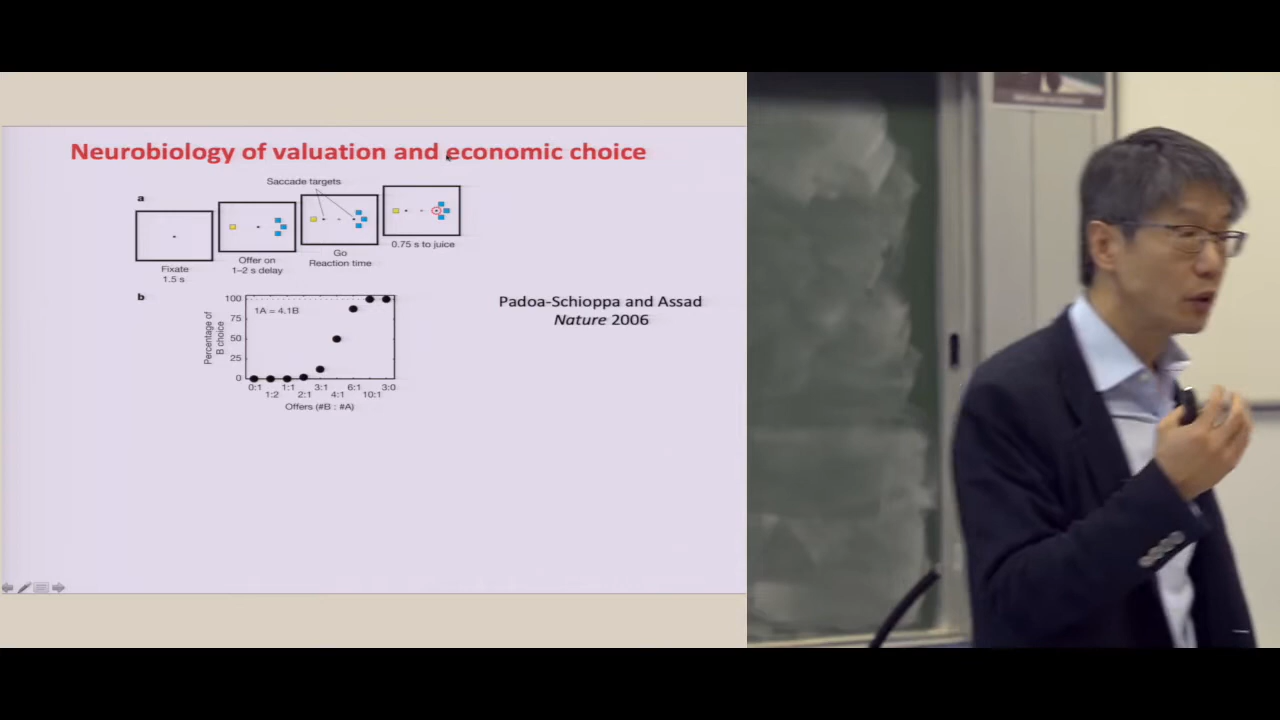 Neurobiology of valuation and economic choice
Saccade targets
a
Fixate
1.5 s
Offer on
1–2 s delay
Go
Reaction time
0.75 s to juice
b
Percentage of
B choice
100
75
50
25
0
1A = 4.1B
0:1
1:2
1:1
2:1
3:1
4:1
6:1
10:1
3:0
Offers (#B : #A)
Padoa-Schioppa and Assad
Nature 2006